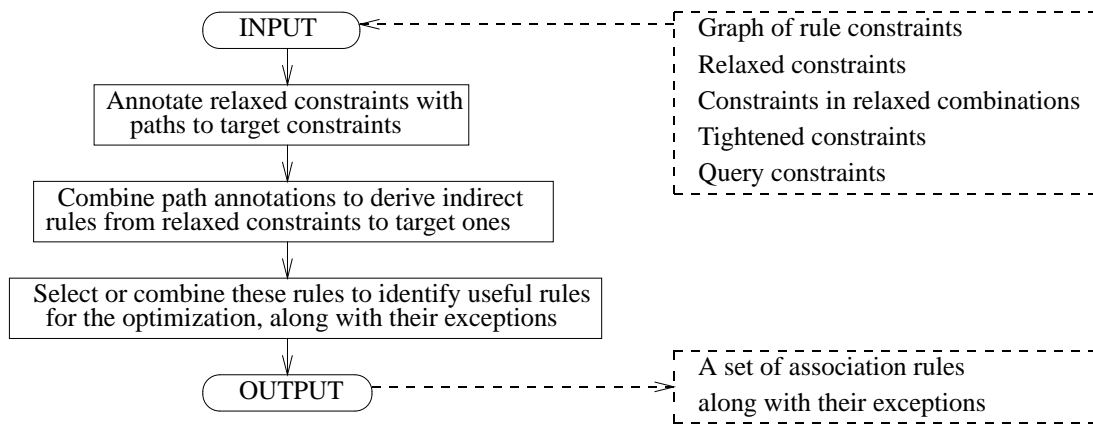 INPUT
Annotate relaxed constraints with
paths to target constraints
Combine path annotations to derive indirect
rules from relaxed constraints to target ones
Select or combine these rules to identify useful rules
for the optimization, along with their exceptions
OUTPUT
Graph of rule constraints
Relaxed constraints
Constraints in relaxed combinations
Tightened constraints
Query constraints
A set of association rules
along with their exceptions